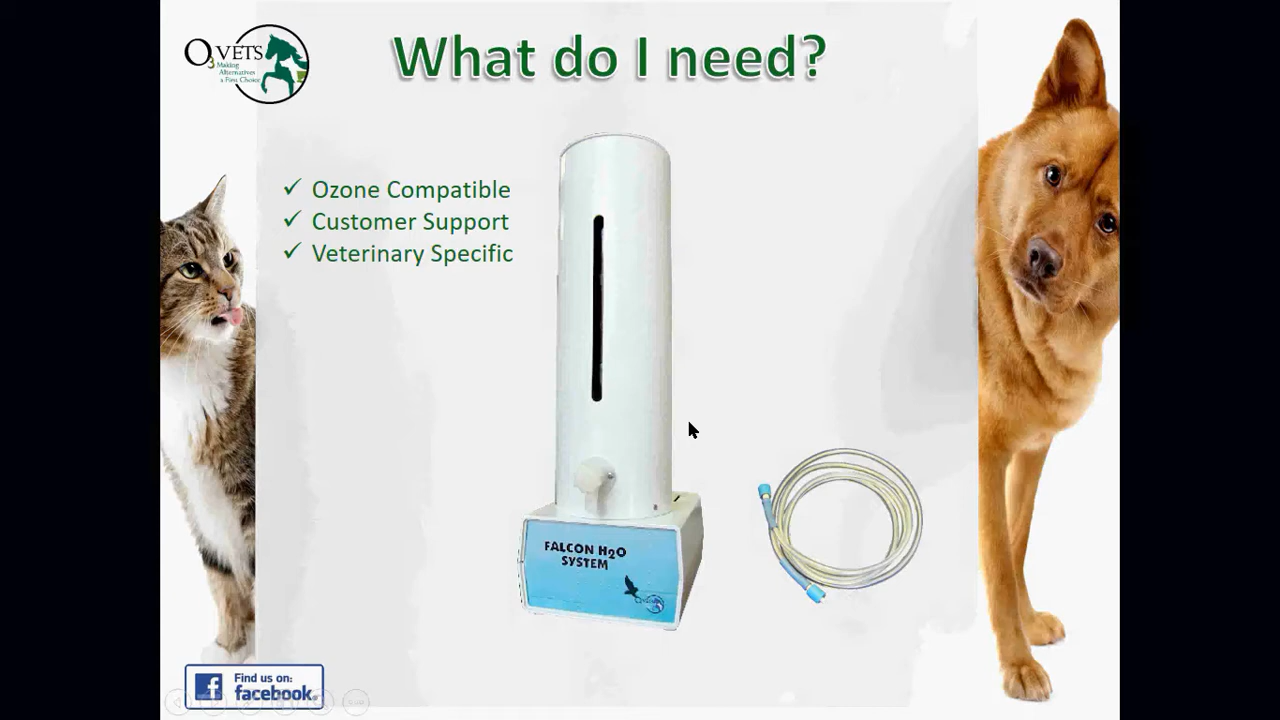 O3VETS
Making
Alternatives
a First Choice
What do I need?
✓ Ozone Compatible
✓ Customer Support
✓ Veterinary Specific
FALCON H2O
SYSTEM
Find us on:
facebook